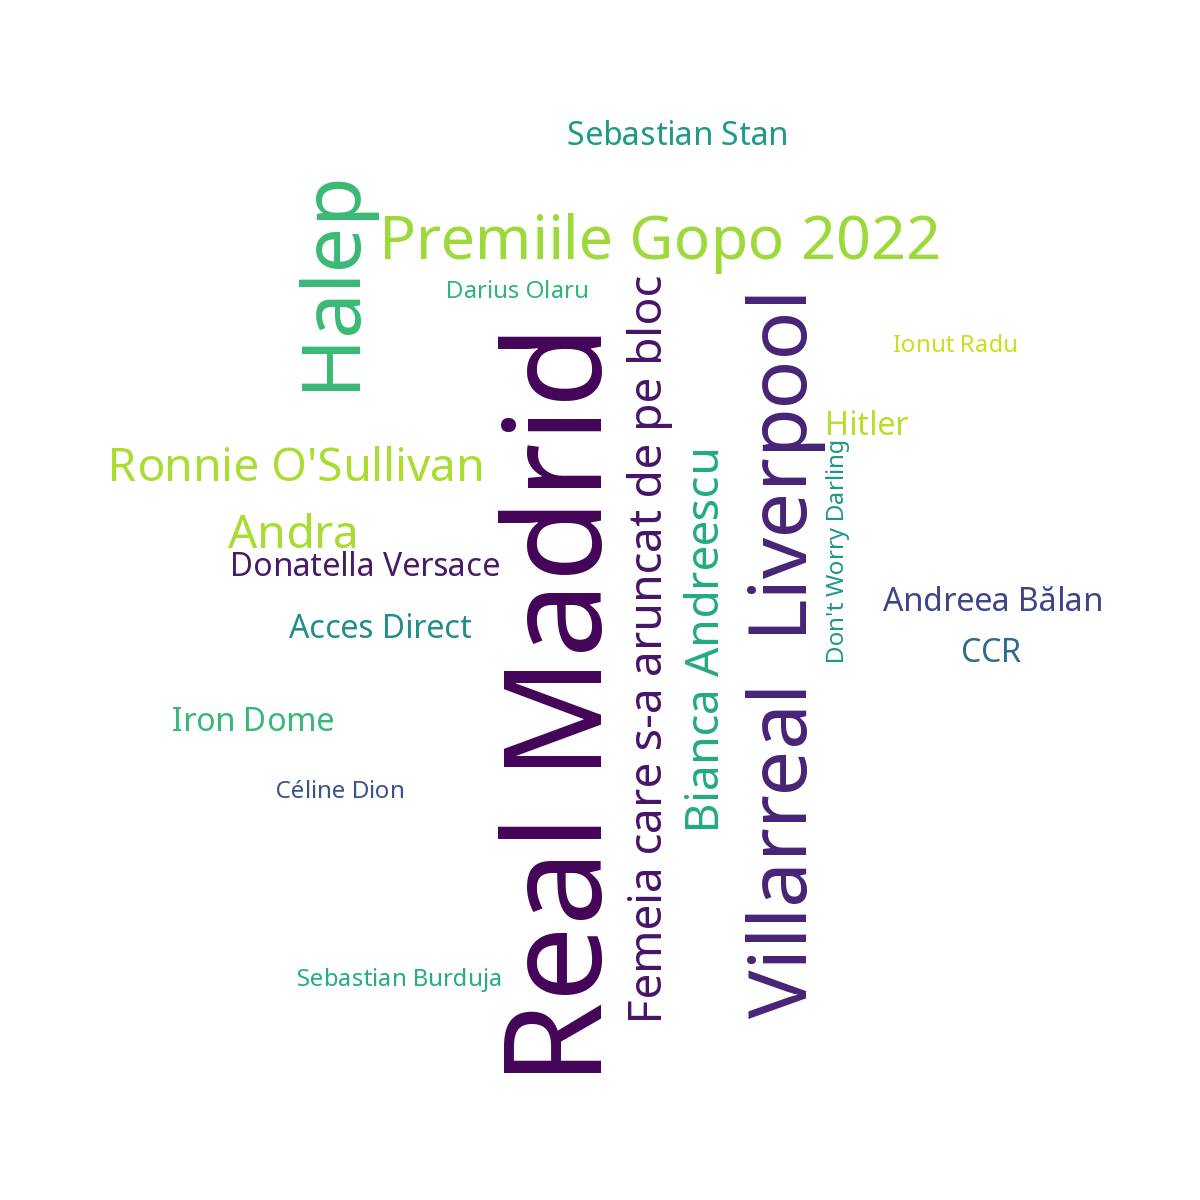 Sebastian Stan
Halep
Premiile Gopo 2022
Darius Olaru
Real Madrid
Femeia care s-a aruncat de pe bloc
Villarreal Liverpool
Ionut Radu
Hitler
Don't Worry Darling
Bianca Andreescu
Ronnie O'Sullivan
Andra
Donatella Versace
Acces Direct
Andreea Bălan
CCR
Iron Dome
Céline Dion
Sebastian Burduja